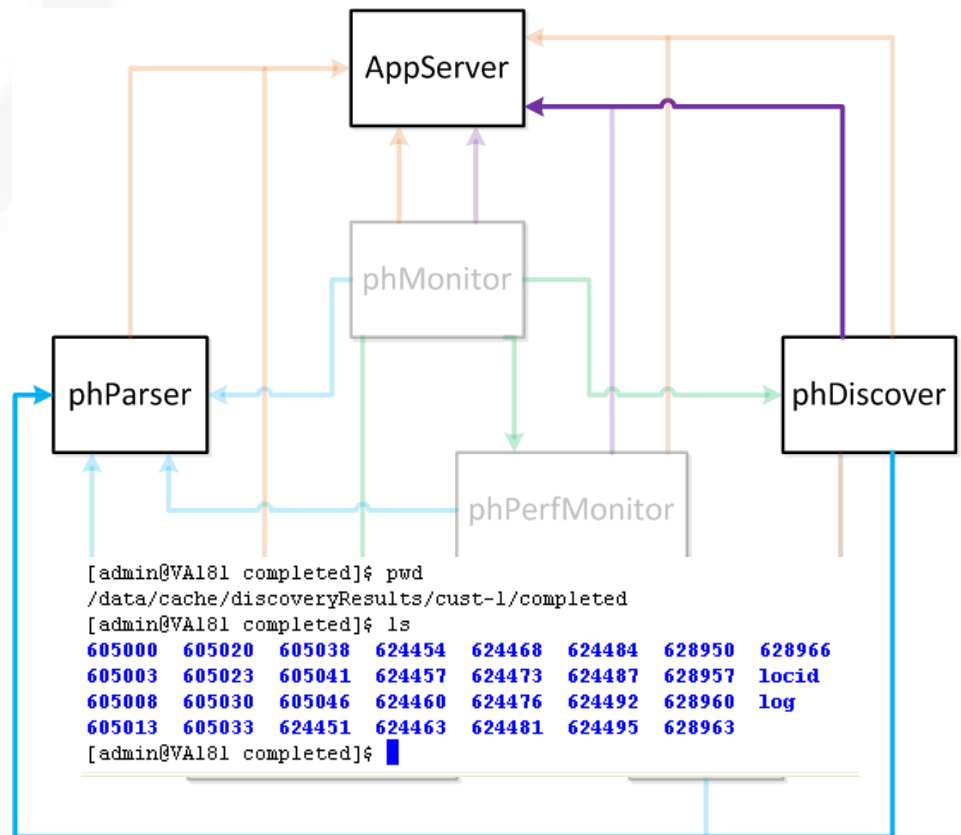 AppServer
phMonitor
phParser
phDiscover
phPerfMonitor
[admin@VA181 completed]$ pwd
/data/cache/discoveryResults/cust-1/completed
[admin@VA181 completed]$ ls
605000 605020 605038 624454 624468 624484 628950 628966
605003 605023 605041 624457 624473 624487 628957 locid
605008 605030 605046 624460 624476 624492 628960 log
605013 605033 624451 624463 624481 624495 628963
[admin@VA181 completed]$